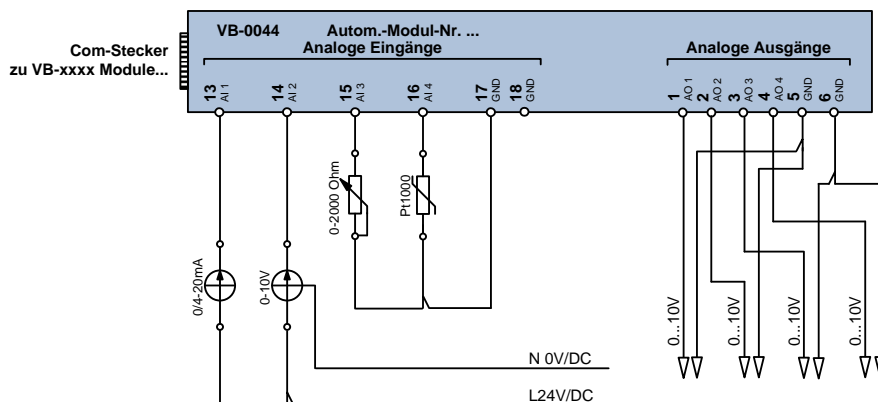 VB-0044 Autom.-Modul-Nr. ...
Com-Stecker
zu VB-xxxx Module...
Analoge Eingänge
Analoge Ausgänge
13 AI 1
14 AI 2
15 AI 3
16 AI 4
17 GND
18 GND
1 AO 1
2 AO 2
3 AO 3
4 AO 4
5 GND
6 GND
0-2000 Ohm
Pt1000
0/4-20mA
0-10V
0...10V
0...10V
0...10V
0...10V
N 0V/DC
L24V/DC